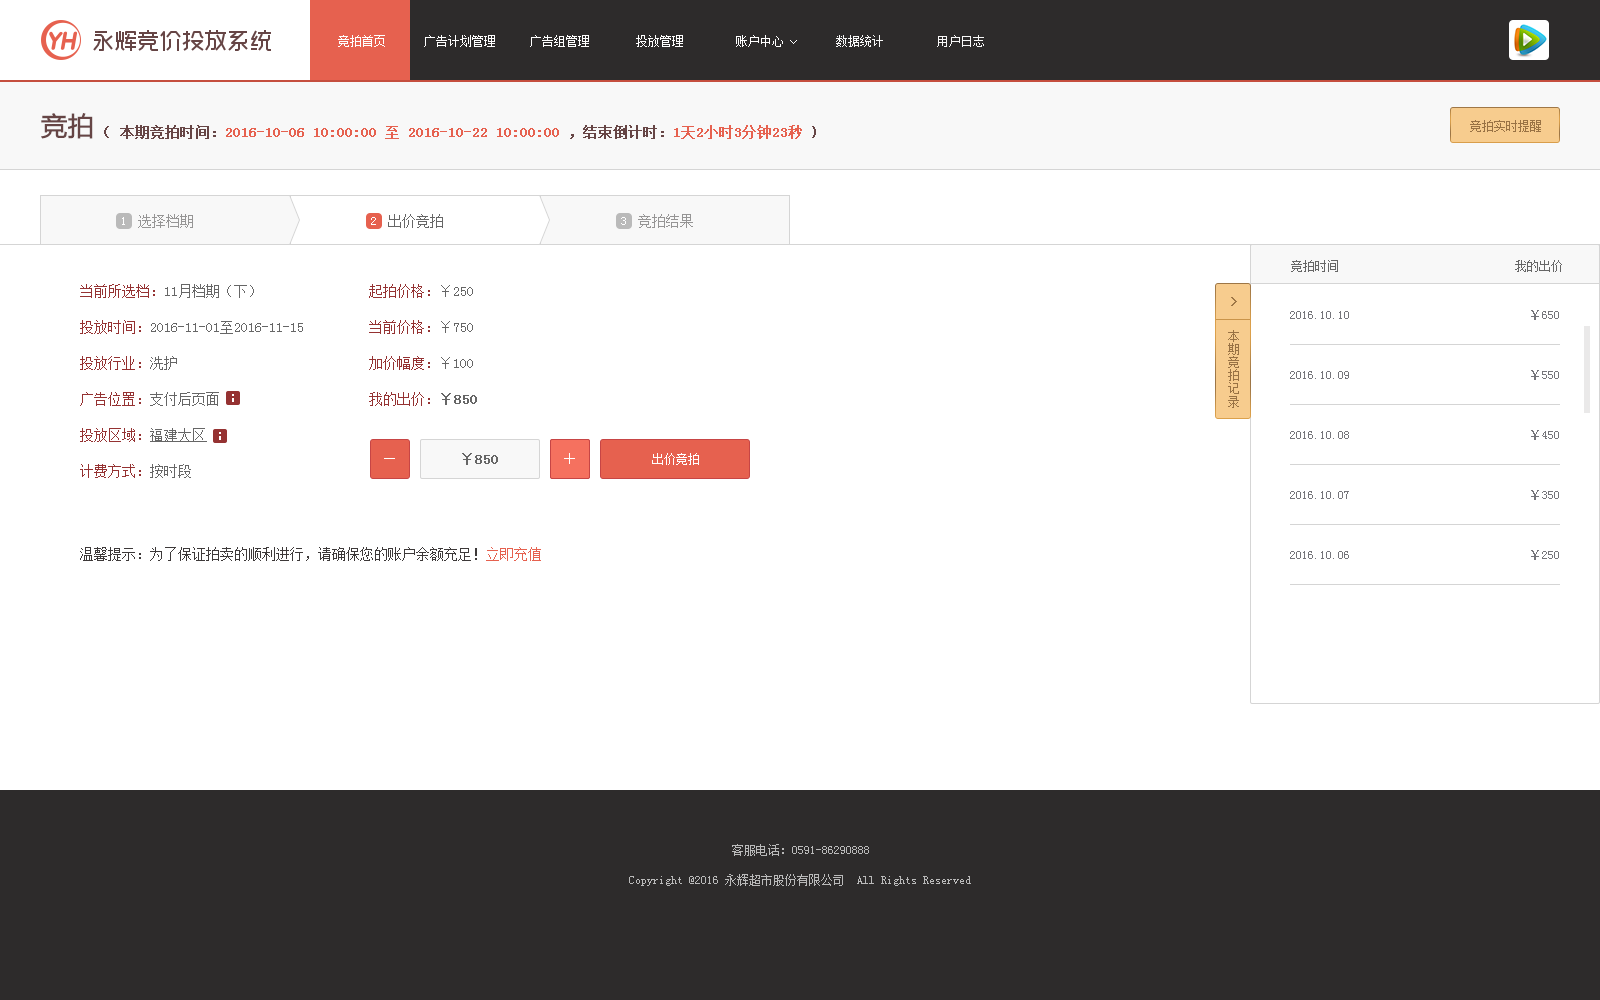 YH 永辉竞价投放系统 竞拍首页 广告计划管理 广告组管理 投放管理 账户中心 数据统计 用户日志
竞拍 ( 本期竞拍时间：2016-10-06 10:00:00 至 2016-10-22 10:00:00 ，结束倒计时：1天2小时3分钟23秒 )
竞拍实时提醒
1 选择档期 2 出价竞拍 3 竞拍结果
当前所选档：11月档期（下）
投放时间：2016-11-01至2016-11-15
投放行业：洗护
广告位置：支付后页面
投放区域：福建大区
计费方式：按时段
起拍价格：￥250
当前价格：￥750
加价幅度：￥100
我的出价：￥850
－ ￥850 ＋ 出价竞拍
温馨提示：为了保证拍卖的顺利进行，请确保您的账户余额充足！立即充值
>
本期竞拍记录
竞拍时间 我的出价
2016.10.10 ￥650
2016.10.09 ￥550
2016.10.08 ￥450
2016.10.07 ￥350
2016.10.06 ￥250
客服电话：0591-86290888
Copyright @2016 永辉超市股份有限公司 All Rights Reserved